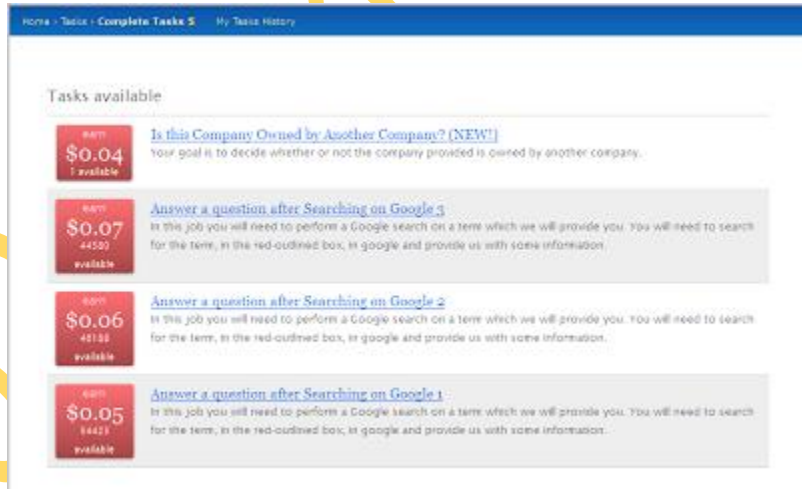 Home › Tasks › Complete Tasks 5 My Tasks History
Tasks available
earn
$0.04
1 available
Is this Company Owned by Another Company? (NEW!)
Your goal is to decide whether or not the company provided is owned by another company.
earn
$0.07
44580
available
Answer a question after Searching on Google 3
In this job you will need to perform a Google search on a term which we will provide you. You will need to search
for the term, in the red-outlined box, in google and provide us with some information.
earn
$0.06
available
Answer a question after Searching on Google 2
In this job you will need to perform a Google search on a term which we will provide you. You will need to search
for the term, in the red-outlined box, in google and provide us with some information.
earn
$0.05
available
Answer a question after Searching on Google 1
In this job you will need to perform a Google search on a term which we will provide you. You will need to search
for the term, in the red-outlined box, in google and provide us with some information.